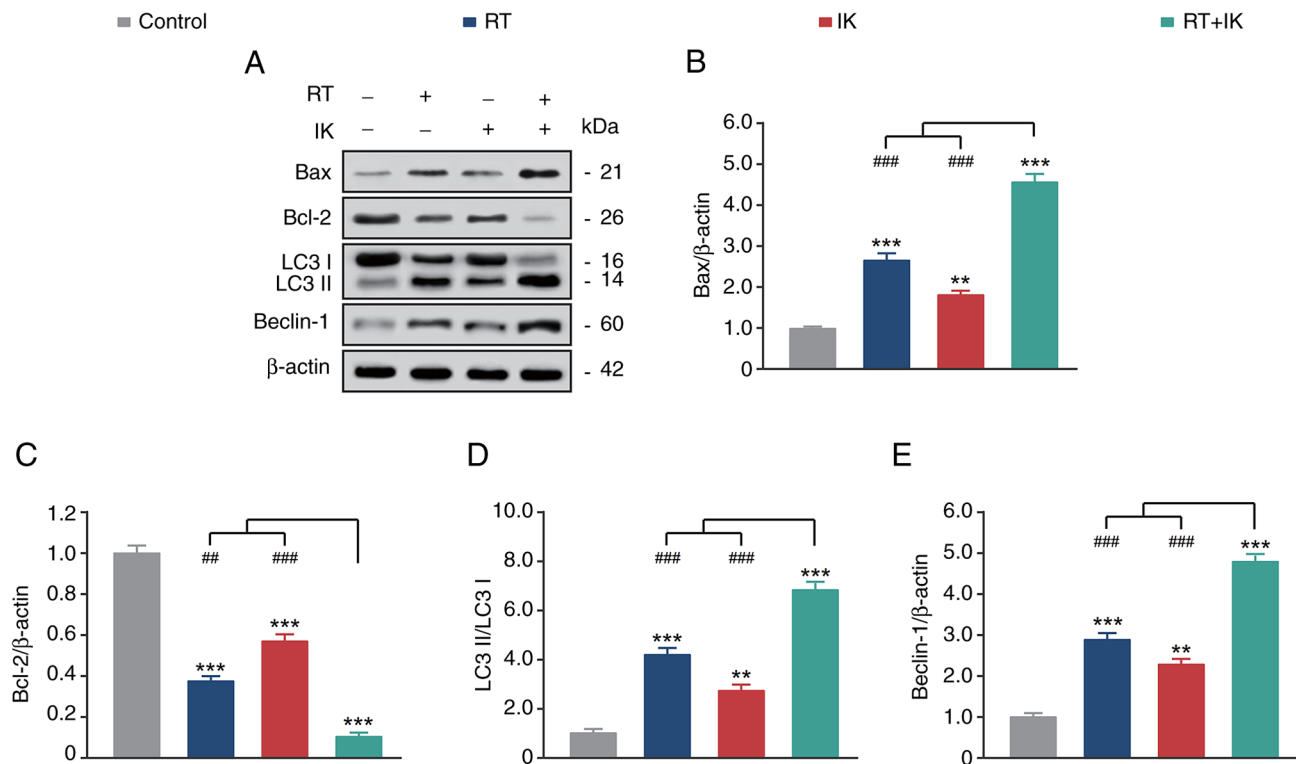 Control RT IK RT+IK
A
RT – + – +
IK – – + + kDa
Bax - 21
Bcl-2 - 26
LC3 I - 16
LC3 II - 14
Beclin-1 - 60
β-actin - 42
B
Bax/β-actin
6.0
5.0
4.0
3.0
2.0
1.0
0
***
**
***
### ###
C
Bcl-2/β-actin
1.2
1.0
0.8
0.6
0.4
0.2
0
## ###
***
***
***
D
LC3 II/LC3 I
10.0
8.0
6.0
4.0
2.0
0
### ###
***
**
***
E
Beclin-1/β-actin
6.0
5.0
4.0
3.0
2.0
1.0
0
### ###
***
**
***